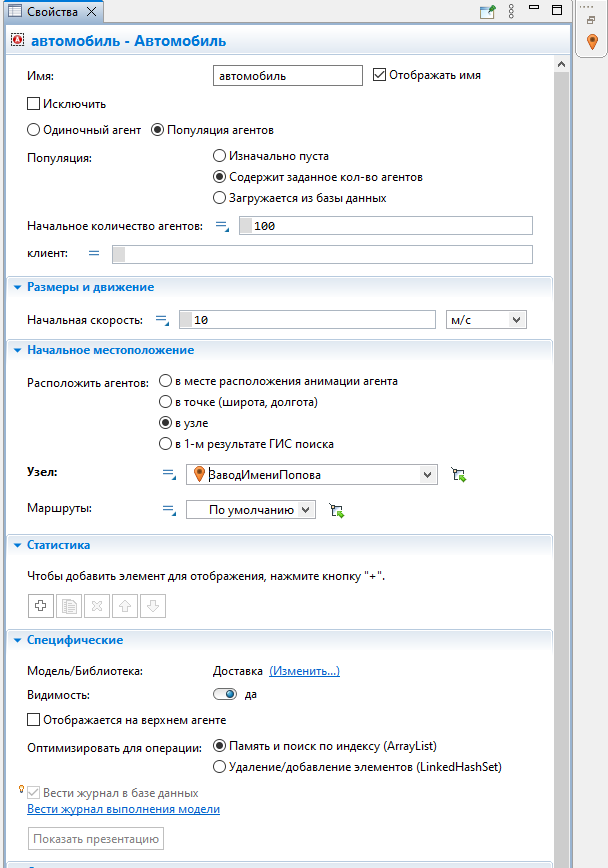 Свойства
автомобиль - Автомобиль
Имя: автомобиль Отображать имя
Исключить
Одиночный агент Популяция агентов
Популяция: Изначально пуста
Содержит заданное кол-во агентов
Загружается из базы данных
Начальное количество агентов: 100
клиент:
Размеры и движение
Начальная скорость: 10 м/с
Начальное местоположение
Расположить агентов: в месте расположения анимации агента
в точке (широта, долгота)
в узле
в 1-м результате ГИС поиска
Узел: ЗаводИмениПопова
Маршруты: По умолчанию
Статистика
Чтобы добавить элемент для отображения, нажмите кнопку "+".
Специфические
Модель/Библиотека: Доставка (Изменить...)
Видимость: да
Отображается на верхнем агенте
Оптимизировать для операции: Память и поиск по индексу (ArrayList)
Удаление/добавление элементов (LinkedHashSet)
Вести журнал в базе данных
Вести журнал выполнения модели
Показать презентацию